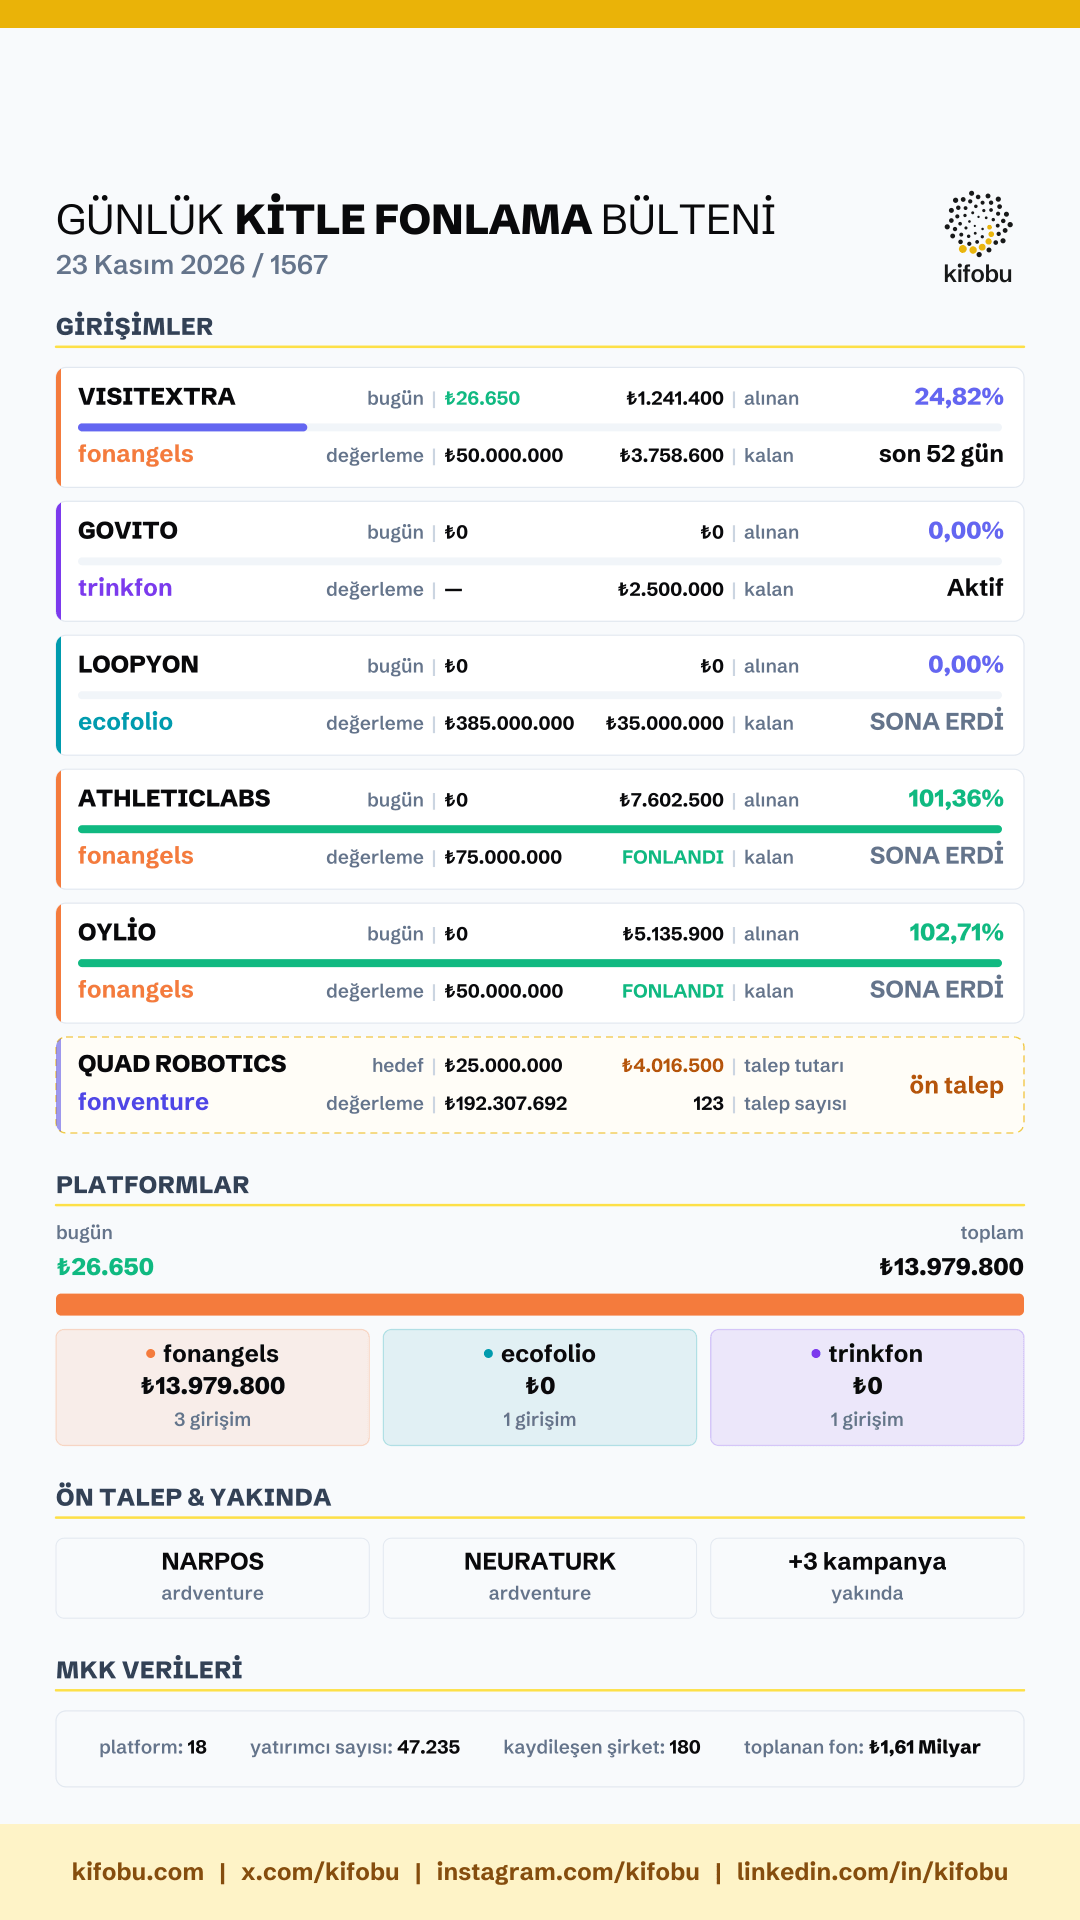 GÜNLÜK KİTLE FONLAMA BÜLTENİ
23 Kasım 2026 / 1567
kifobu
GİRİŞİMLER
VISITEXTRA bugün | ₺26.650 ₺1.241.400 | alınan 24,82%
fonangels değerleme | ₺50.000.000 ₺3.758.600 | kalan son 52 gün
GOVITO bugün | ₺0 ₺0 | alınan 0,00%
trinkfon değerleme | — ₺2.500.000 | kalan Aktif
LOOPYON bugün | ₺0 ₺0 | alınan 0,00%
ecofolio değerleme | ₺385.000.000 ₺35.000.000 | kalan SONA ERDİ
ATHLETICLABS bugün | ₺0 ₺7.602.500 | alınan 101,36%
fonangels değerleme | ₺75.000.000 FONLANDI | kalan SONA ERDİ
OYLİO bugün | ₺0 ₺5.135.900 | alınan 102,71%
fonangels değerleme | ₺50.000.000 FONLANDI | kalan SONA ERDİ
QUAD ROBOTICS hedef | ₺25.000.000 ₺4.016.500 | talep tutarı ön talep
fonventure değerleme | ₺192.307.692 123 | talep sayısı
PLATFORMLAR
bugün toplam
₺26.650 ₺13.979.800
fonangels ecofolio trinkfon
₺13.979.800 ₺0 ₺0
3 girişim 1 girişim 1 girişim
ÖN TALEP & YAKINDA
NARPOS NEURATURK +3 kampanya
ardventure ardventure yakında
MKK VERİLERİ
platform: 18 yatırımcı sayısı: 47.235 kaydileşen şirket: 180 toplanan fon: ₺1,61 Milyar
kifobu.com | x.com/kifobu | instagram.com/kifobu | linkedin.com/in/kifobu